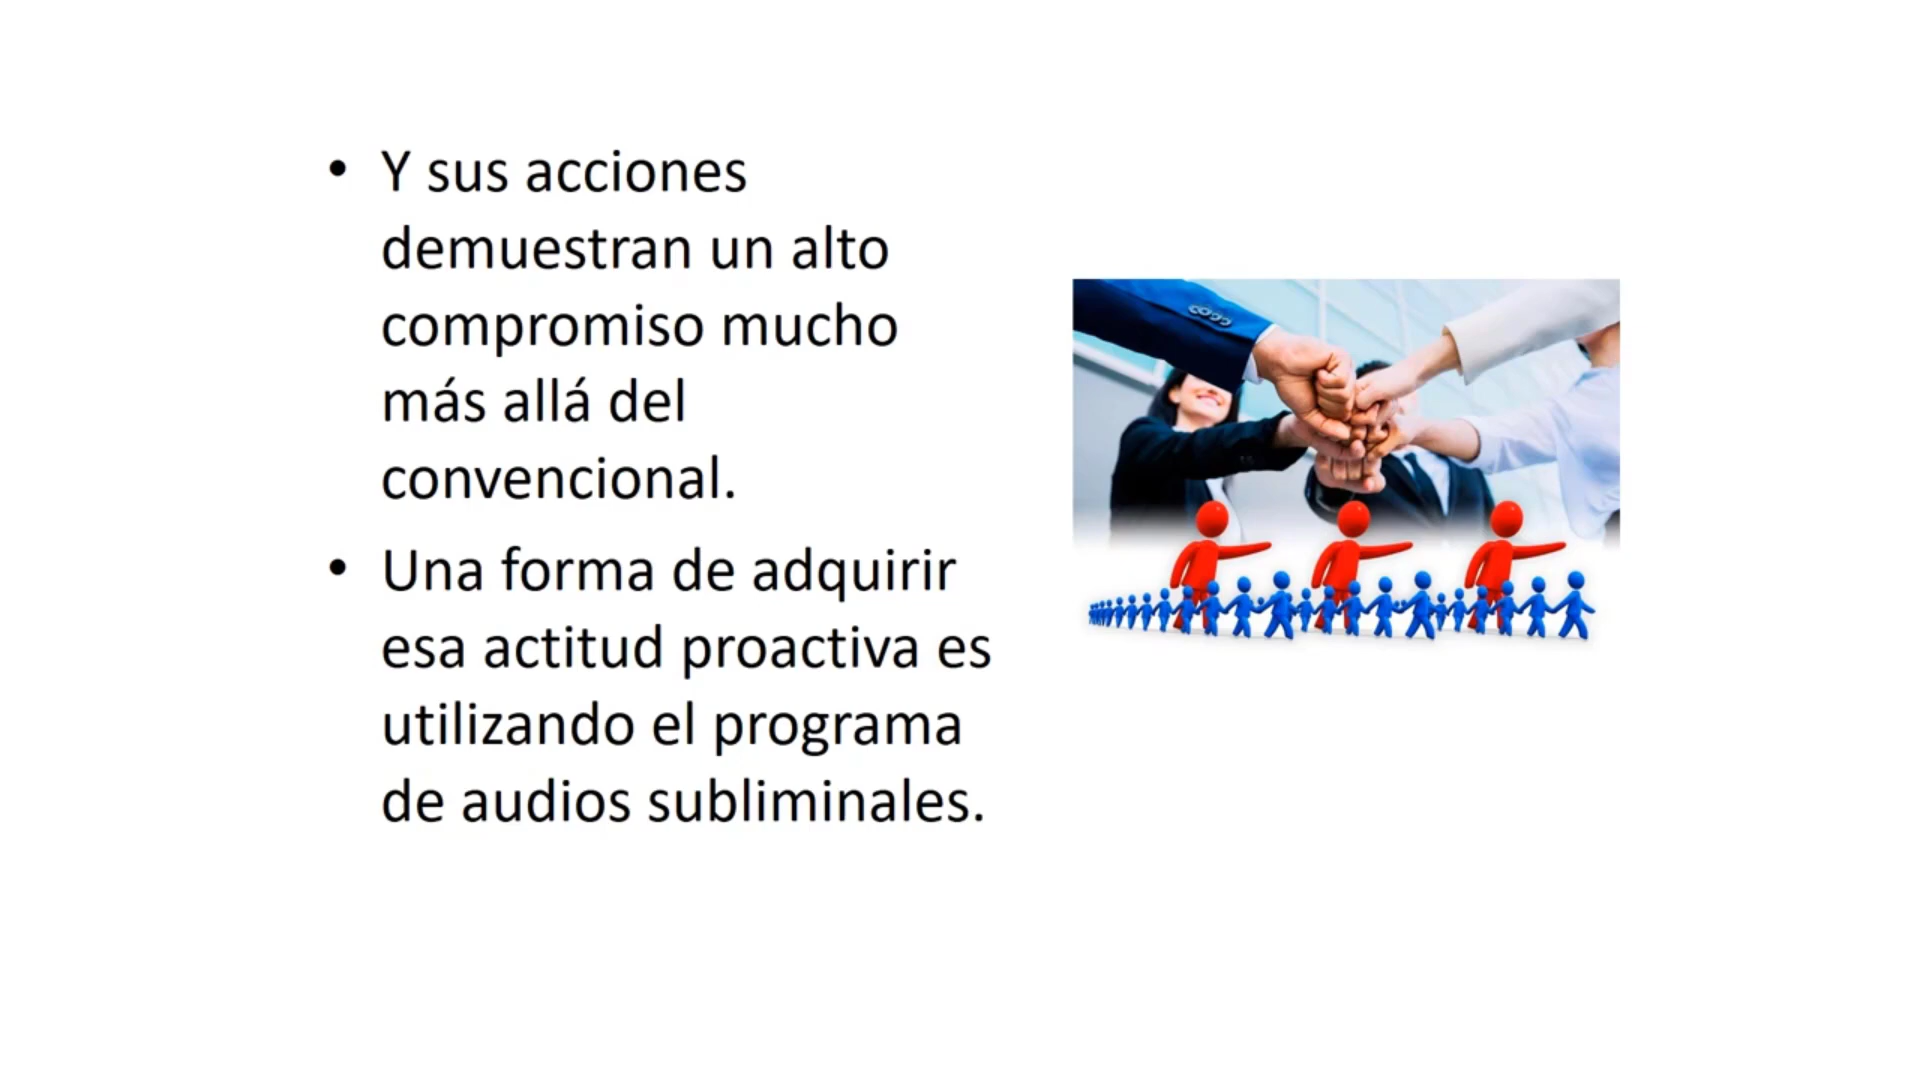 • Y sus acciones
demuestran un alto
compromiso mucho
más allá del
convencional.
• Una forma de adquirir
esa actitud proactiva es
utilizando el programa
de audios subliminales.